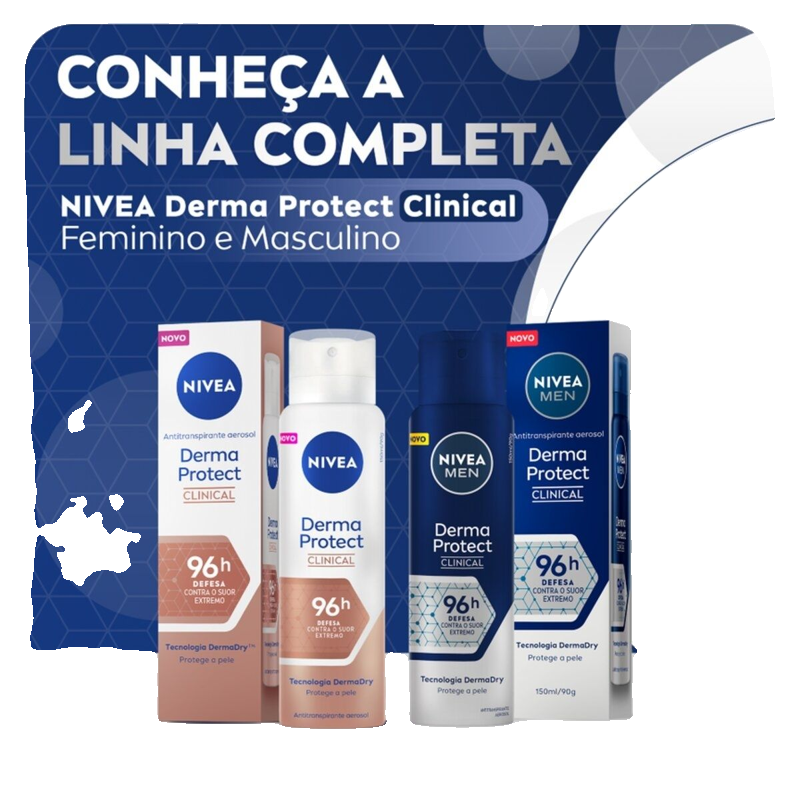 CONHEÇA A
LINHA COMPLETA
NIVEA Derma Protect Clinical
Feminino e Masculino
NOVO
NIVEA
Antitranspirante aerosol
Derma
Protect
CLINICAL
96h
DEFESA
CONTRA O SUOR
EXTREMO
Tecnologia DermaDry™
Protege a pele
NOVO
NIVEA
Derma
Protect
CLINICAL
96h
DEFESA
CONTRA O SUOR
EXTREMO
Tecnologia DermaDry
Protege a pele
Antitranspirante aerosol
NOVO
NIVEA
MEN
Derma
Protect
CLINICAL
96h
DEFESA
CONTRA O SUOR
EXTREMO
Tecnologia DermaDry
Protege a pele
NOVO
NIVEA
MEN
Antitranspirante aerosol
Derma
Protect
CLINICAL
96h
DEFESA
CONTRA O SUOR
EXTREMO
Tecnologia DermaDry
Protege a pele
150ml/90g